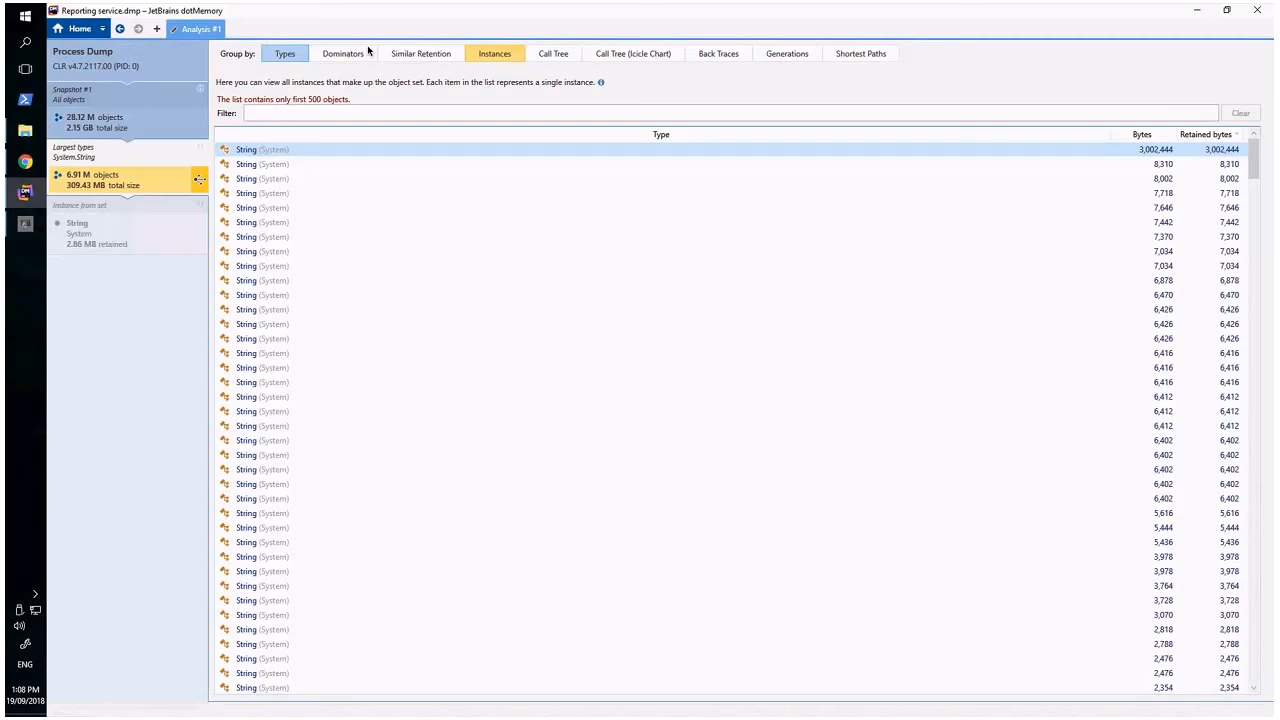 Reporting service.dmp – JetBrains dotMemory
Home
Analysis #1
Process Dump
CLR v4.7.2117.00 (PID: 0)
Snapshot #1
All objects
28.12 M objects
2.15 GB total size
Largest types
System.String
6.91 M objects
309.43 MB total size
Instance from set
String
System
2.86 MB retained
Group by: Types Dominators Similar Retention Instances Call Tree Call Tree (Icicle Chart) Back Traces Generations Shortest Paths
Here you can view all instances that make up the object set. Each item in the list represents a single instance.
The list contains only first 500 objects.
Filter: Clear
Type Bytes Retained bytes
String (System) 3,002,444 3,002,444
String (System) 8,310 8,310
String (System) 8,002 8,002
String (System) 7,718 7,718
String (System) 7,646 7,646
String (System) 7,442 7,442
String (System) 7,370 7,370
String (System) 7,034 7,034
String (System) 7,034 7,034
String (System) 6,878 6,878
String (System) 6,470 6,470
String (System) 6,426 6,426
String (System) 6,426 6,426
String (System) 6,426 6,426
String (System) 6,416 6,416
String (System) 6,416 6,416
String (System) 6,416 6,416
String (System) 6,412 6,412
String (System) 6,412 6,412
String (System) 6,412 6,412
String (System) 6,402 6,402
String (System) 6,402 6,402
String (System) 6,402 6,402
String (System) 6,402 6,402
String (System) 6,402 6,402
String (System) 5,616 5,616
String (System) 5,444 5,444
String (System) 5,436 5,436
String (System) 3,978 3,978
String (System) 3,978 3,978
String (System) 3,764 3,764
String (System) 3,728 3,728
String (System) 3,070 3,070
String (System) 2,818 2,818
String (System) 2,788 2,788
String (System) 2,476 2,476
String (System) 2,476 2,476
String (System) 2,354 2,354
ENG
1:08 PM
19/09/2018